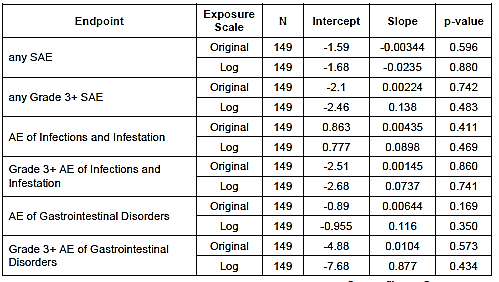 Endpoint Exposure Scale N Intercept Slope p-value
any SAE
Original 149 -1.59 -0.00344 0.596
Log 149 -1.68 -0.0235 0.880
any Grade 3+ SAE
Original 149 -2.1 0.00224 0.742
Log 149 -2.46 0.138 0.483
AE of Infections and Infestation
Original 149 0.863 0.00435 0.411
Log 149 0.777 0.0898 0.469
Grade 3+ AE of Infections and
Infestation
Original 149 -2.51 0.00145 0.860
Log 149 -2.68 0.0737 0.741
AE of Gastrointestinal Disorders
Original 149 -0.89 0.00644 0.169
Log 149 -0.955 0.116 0.350
Grade 3+ AE of Gastrointestinal
Disorders
Original 149 -4.88 0.0104 0.573
Log 149 -7.68 0.877 0.434